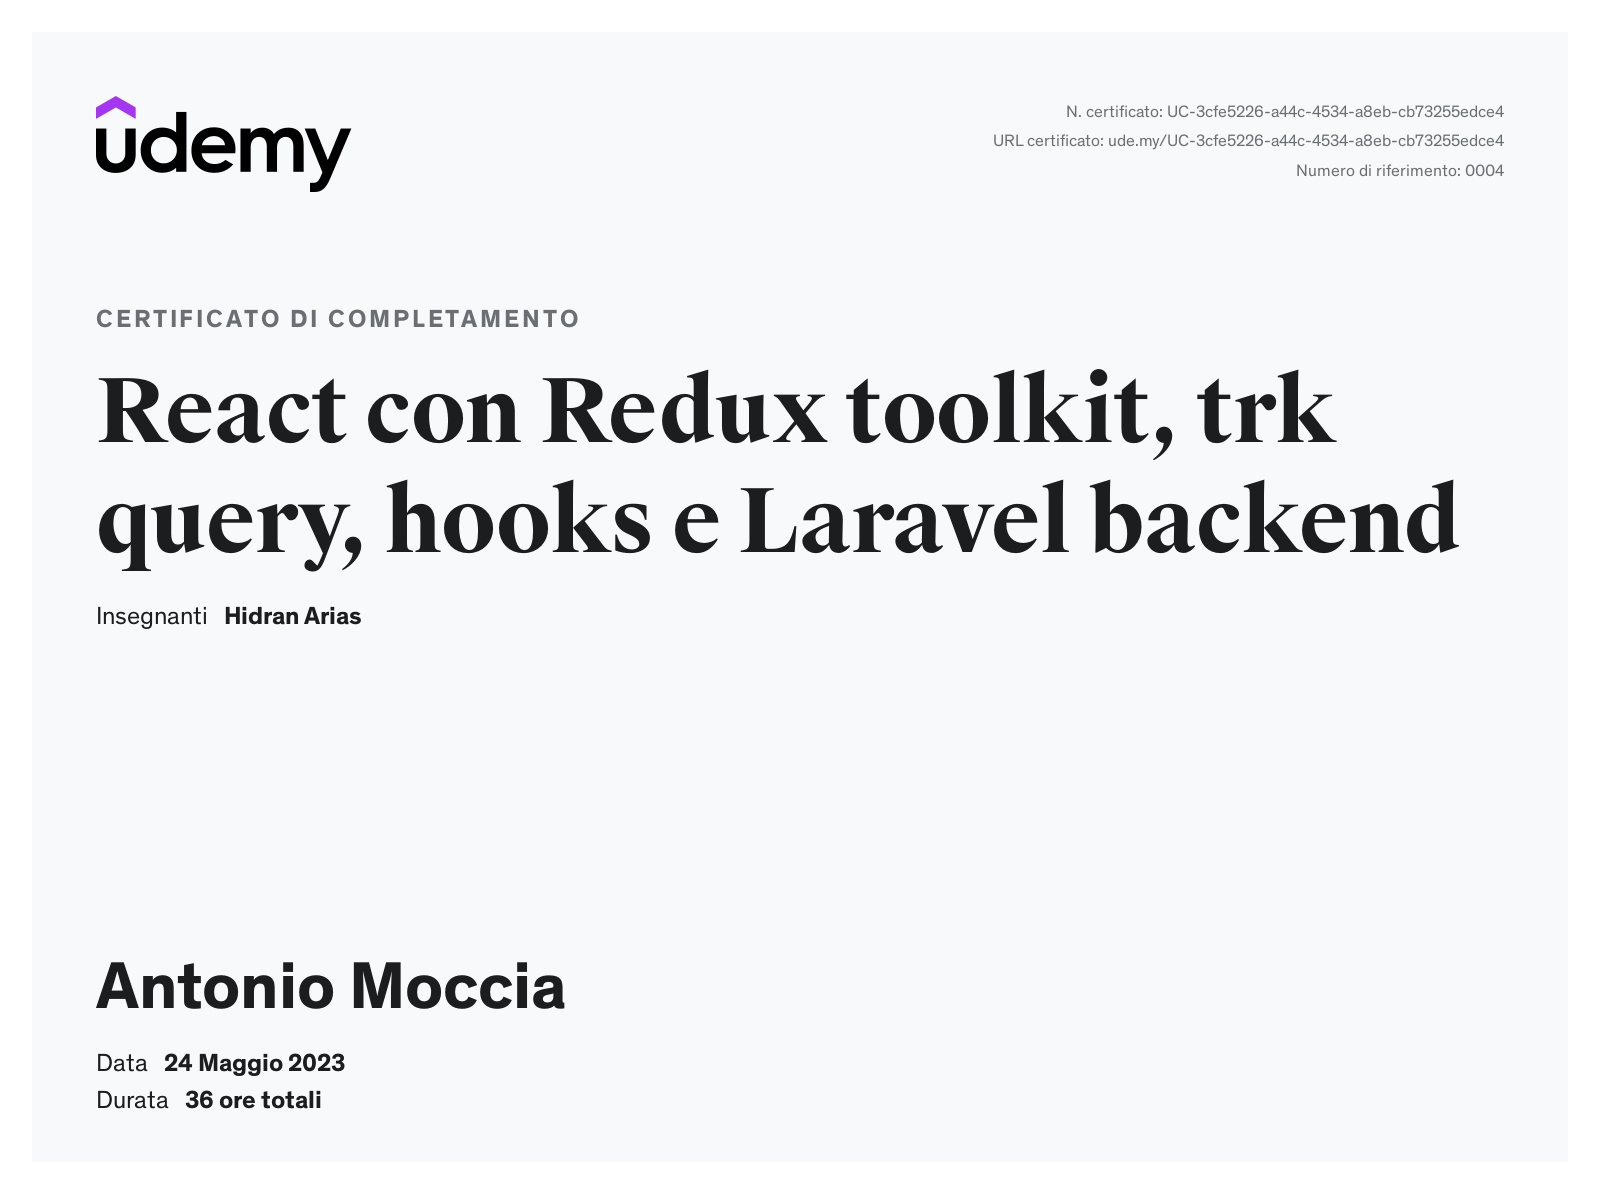 udemy
N. certificato: UC-3cfe5226-a44c-4534-a8eb-cb73255edce4
URL certificato: ude.my/UC-3cfe5226-a44c-4534-a8eb-cb73255edce4
Numero di riferimento: 0004
CERTIFICATO DI COMPLETAMENTO
React con Redux toolkit, trk
query, hooks e Laravel backend
Insegnanti Hidran Arias
Antonio Moccia
Data 24 Maggio 2023
Durata 36 ore totali